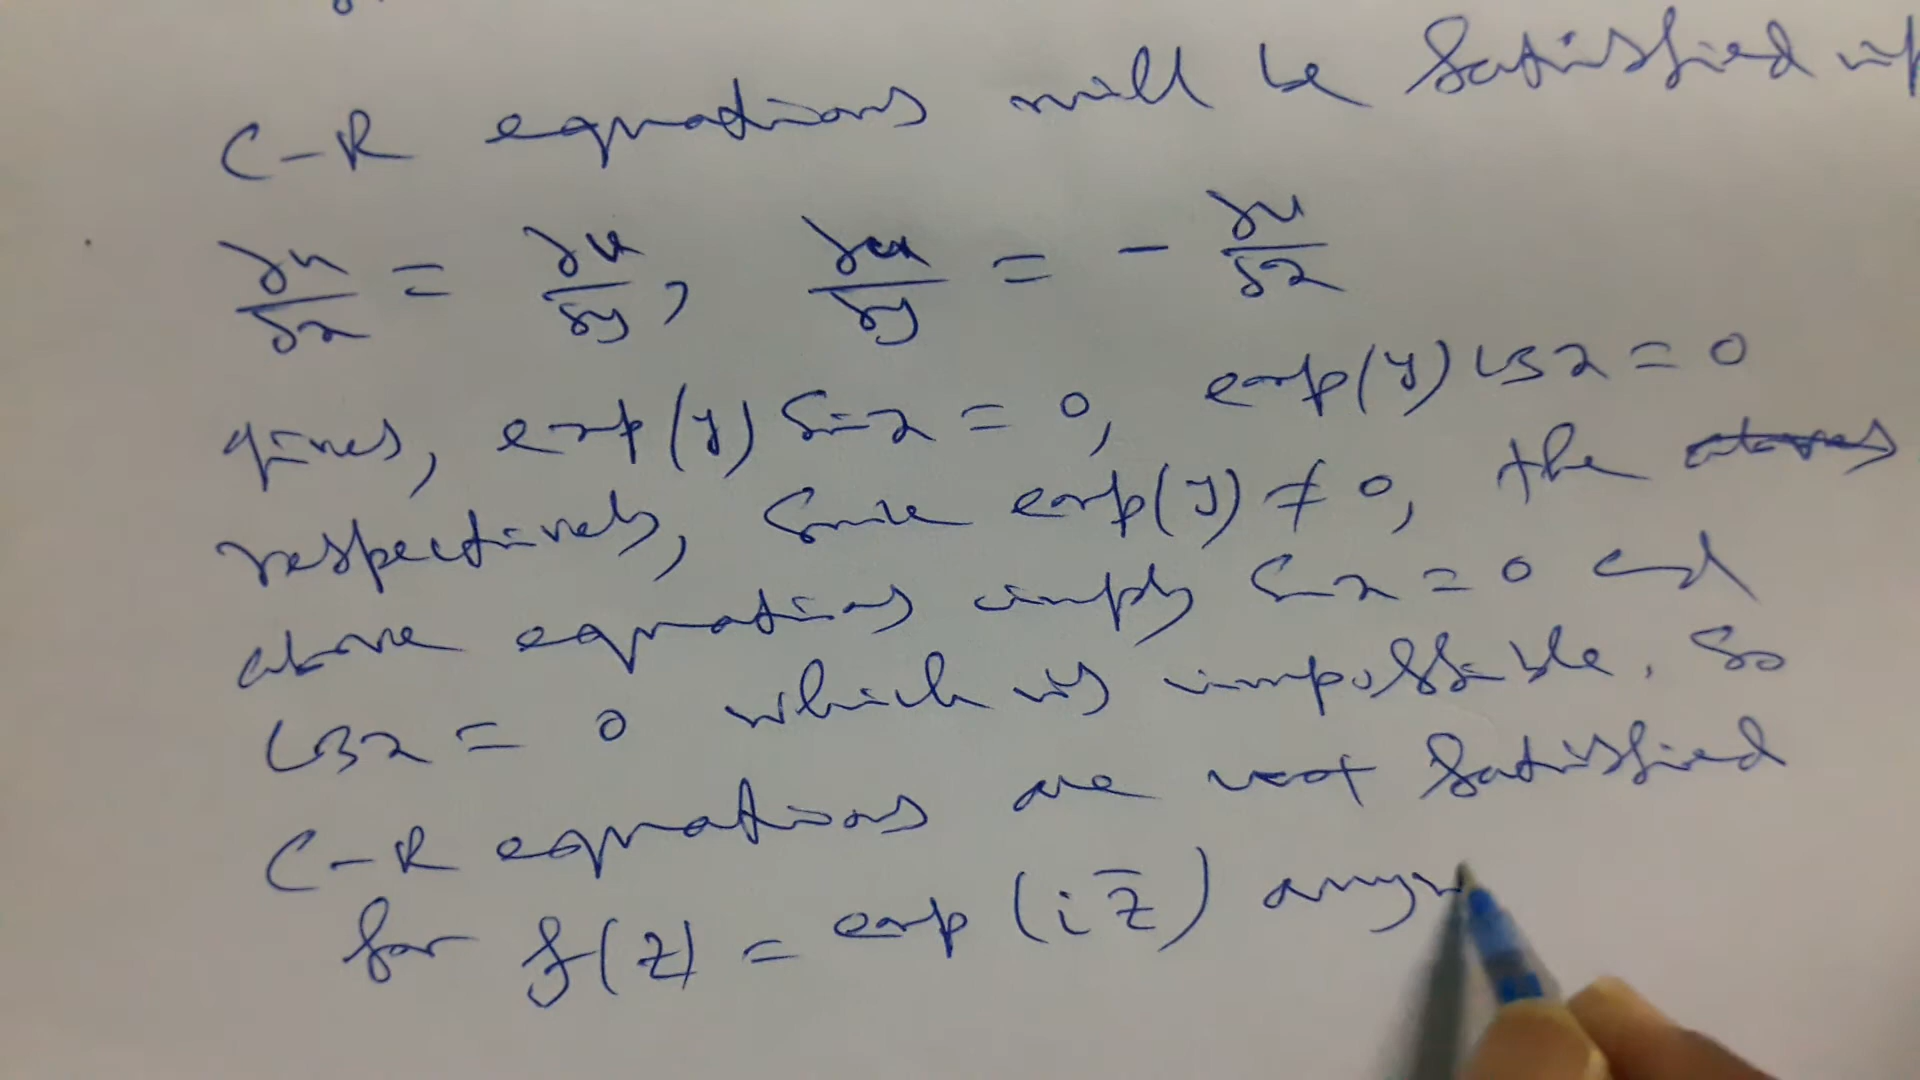 C-R equations will be satisfied if
∂u/∂x = ∂v/∂y, ∂u/∂y = - ∂v/∂x
gives, exp(y) Sin x = 0, exp(y) cos x = 0
respectively, Since exp(y) ≠ 0, the
above equations imply Sin x = 0 and
cos x = 0 which is impossible. So
C-R equations are not satisfied
for f(z) = exp (i z̄) anyw